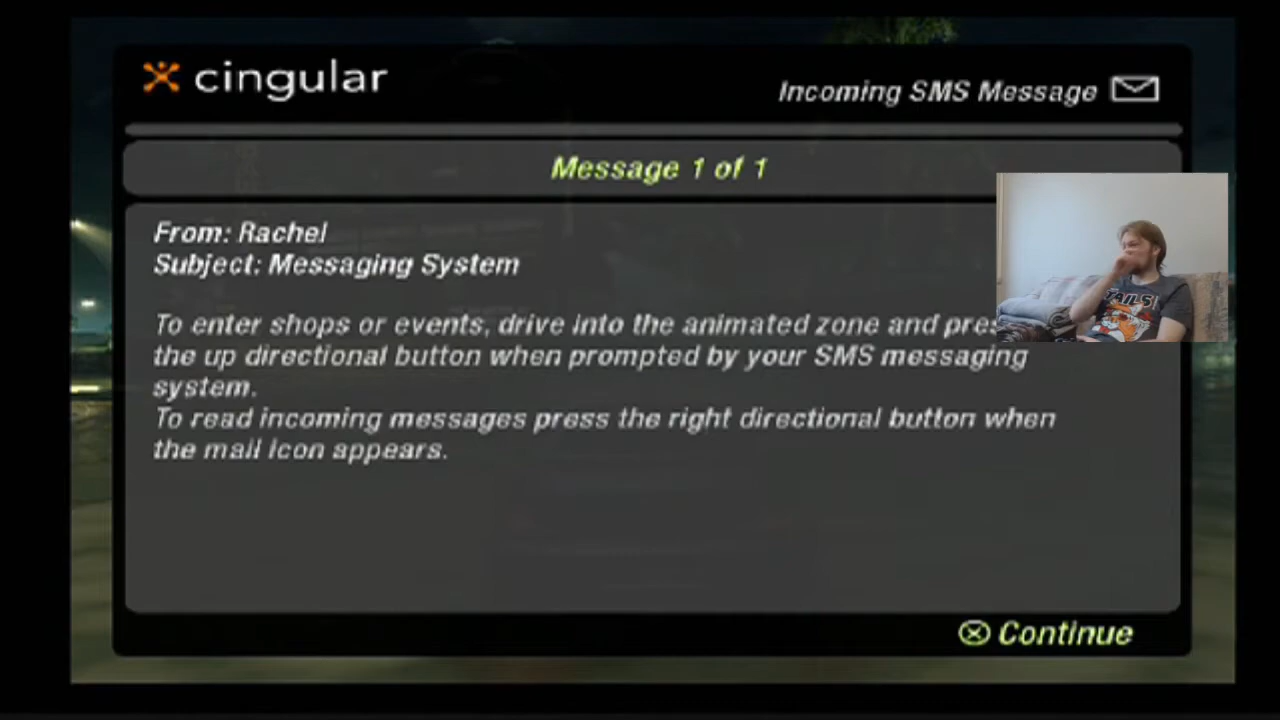 cingular
Incoming SMS Message
Message 1 of 1
From: Rachel
Subject: Messaging System
To enter shops or events, drive into the animated zone and
the up directional button when prompted by your SMS messaging
system.
To read incoming messages press the right directional button when
the mail icon appears.
Continue
TAILS!